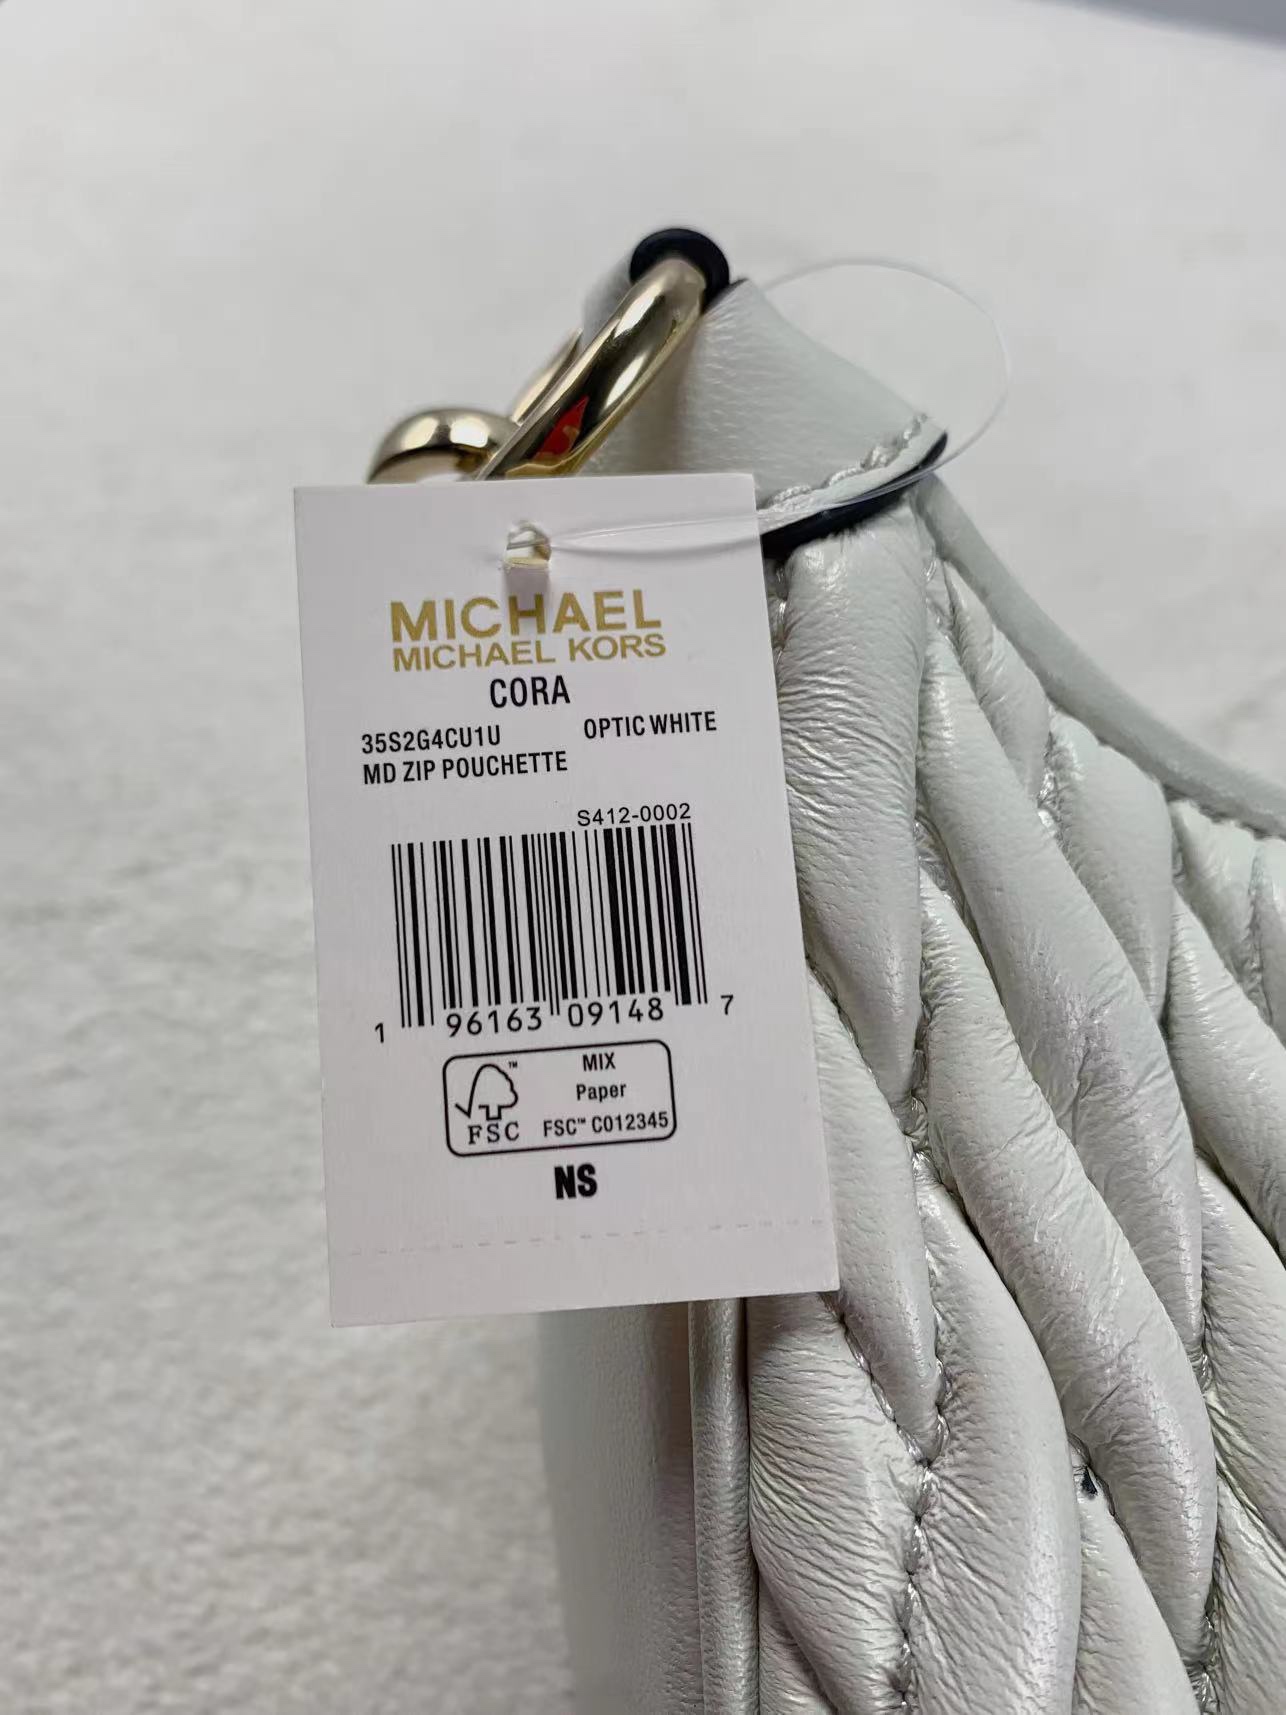 MICHAEL
MICHAEL KORS
CORA
35S2G4CU1U OPTIC WHITE
MD ZIP POUCHETTE
S412-0002
1 96163 09148 7
FSC
MIX
Paper
FSC™ C012345
NS